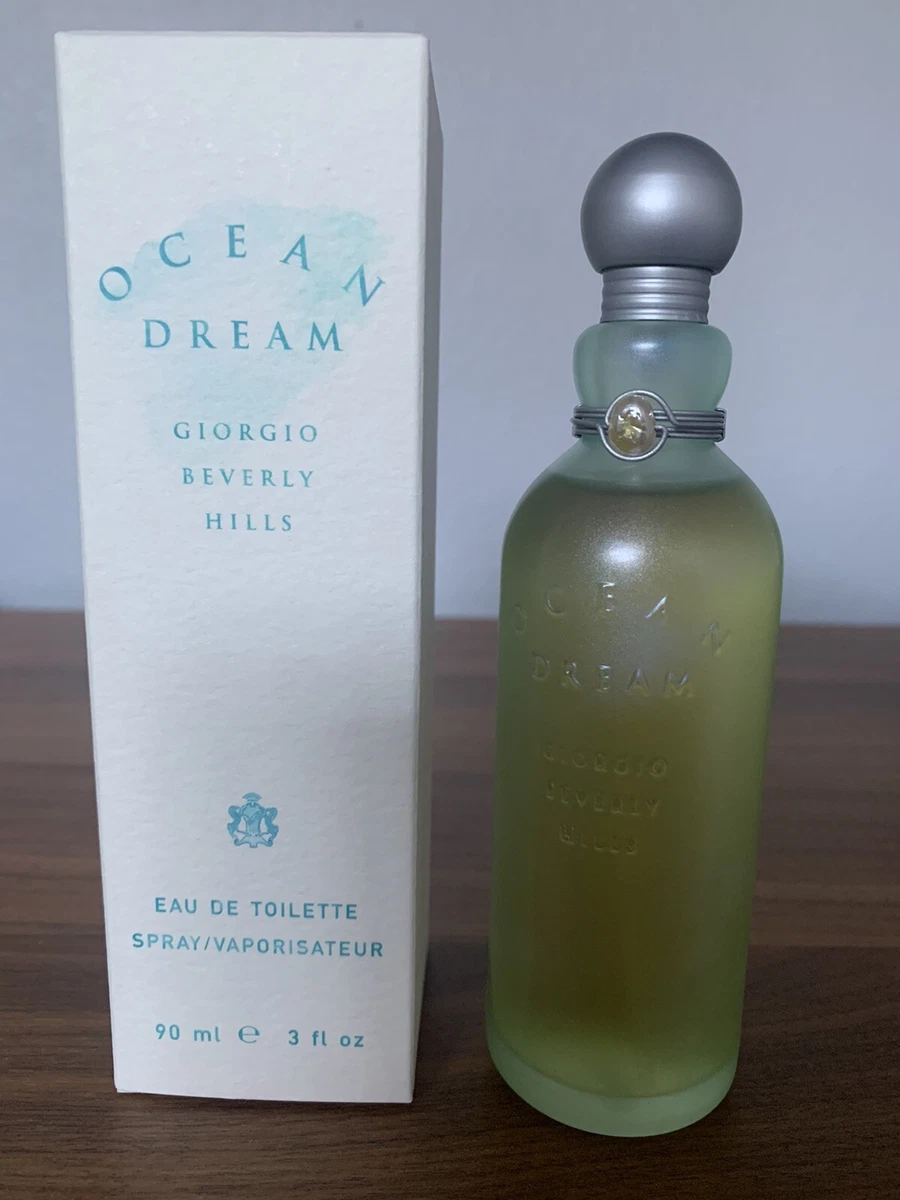 OCEAN
DREAM
GIORGIO
BEVERLY
HILLS
EAU DE TOILETTE
SPRAY/VAPORISATEUR
90 ml ℮ 3 fl oz
OCEAN
DREAM
GIORGIO
BEVERLY
HILLS